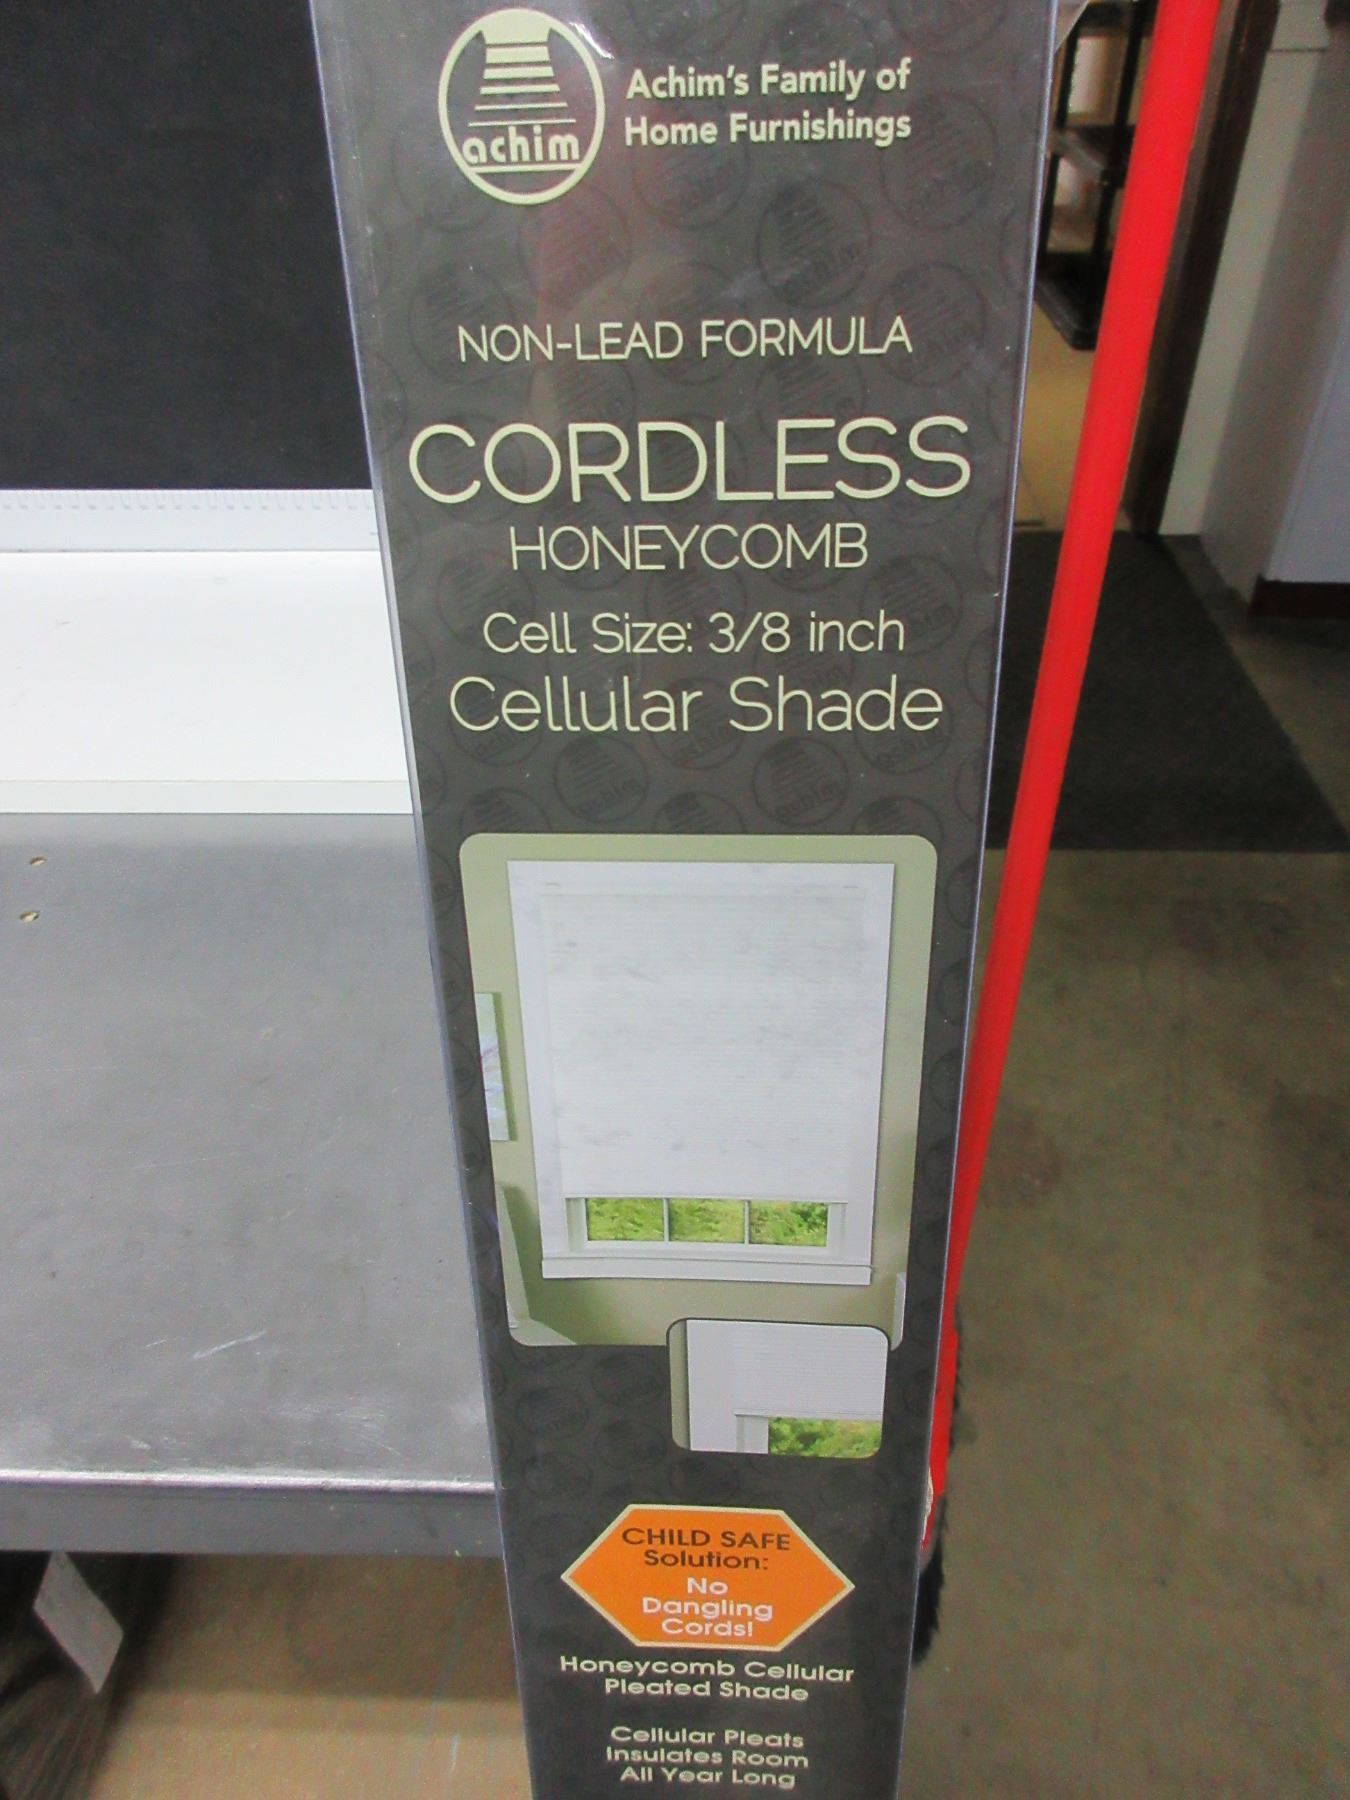 achim
Achim's Family of
Home Furnishings
NON-LEAD FORMULA
CORDLESS
HONEYCOMB
Cell Size: 3/8 inch
Cellular Shade
CHILD SAFE
Solution:
No
Dangling
Cords!
Honeycomb Cellular
Pleated Shade
Cellular Pleats
Insulates Room
All Year Long